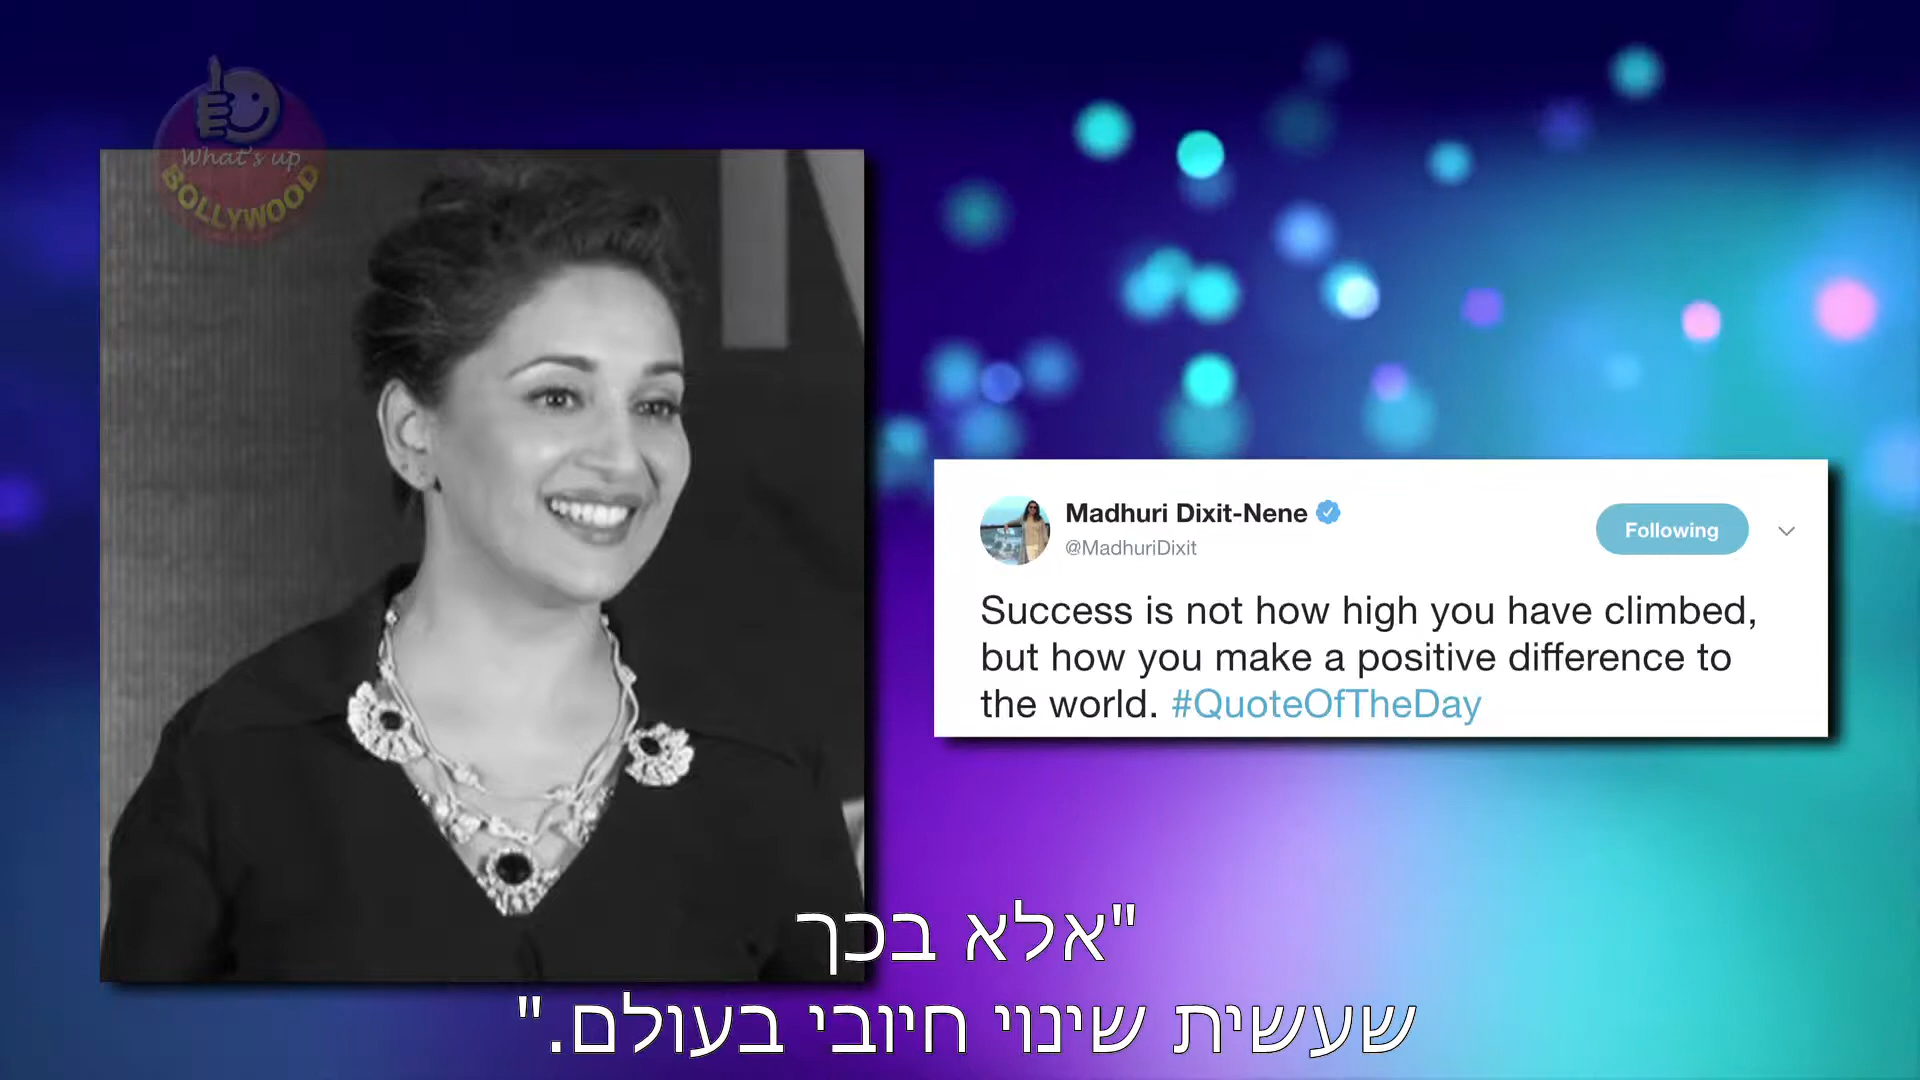 What's up
BOLLYWOOD
Madhuri Dixit-Nene
@MadhuriDixit
Following
Success is not how high you have climbed,
but how you make a positive difference to
the world. #QuoteOfTheDay
"אלא בכך
שעשית שינוי חיובי בעולם."